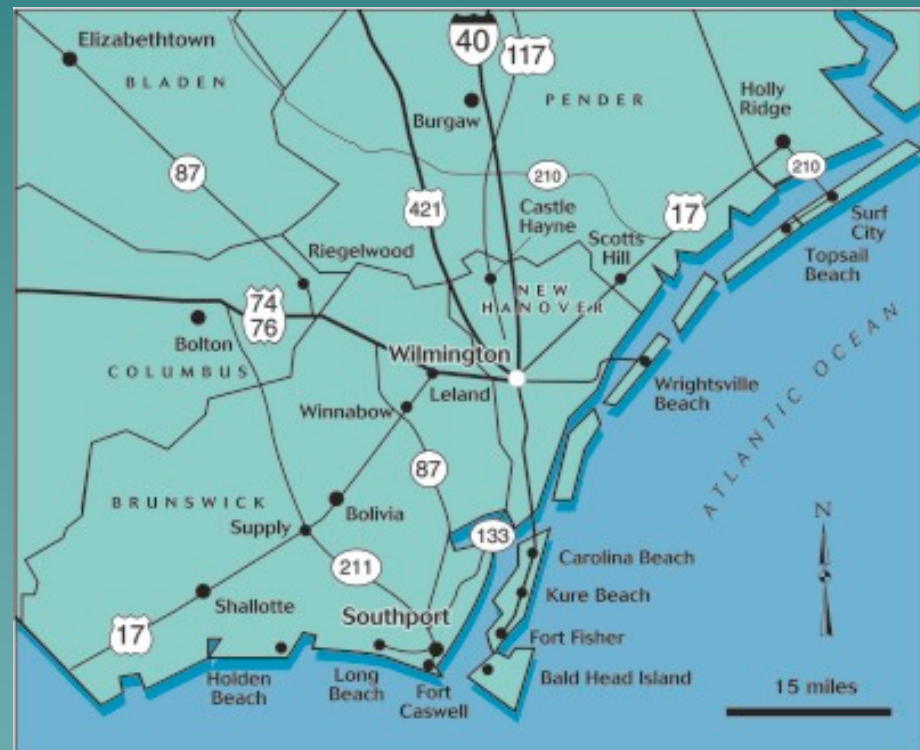 Elizabethtown
BLADEN
40
117
Burgaw
PENDER
Holly
Ridge
87
210
210
421
Castle
Hayne
17
Surf
City
Riegelwood
Scotts
Hill
Topsail
Beach
74
76
NEW
HANOVER
Bolton
COLUMBUS
Wilmington
Leland
Wrightsville
Beach
ATLANTIC OCEAN
Winnabow
87
BRUNSWICK
Bolivia
Supply
133
N
211
Carolina Beach
Shallotte
Kure Beach
17
Southport
Fort Fisher
Holden
Beach
Long
Beach
Fort
Caswell
Bald Head Island
15 miles